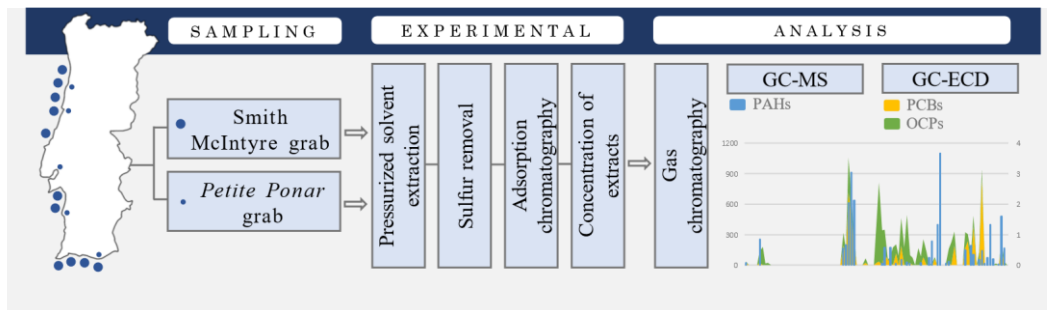 SAMPLING
EXPERIMENTAL
ANALYSIS
Smith
McIntyre grab
Petite Ponar
grab
Pressurized solvent
extraction
Sulfur removal
Adsorption
chromatography
Concentration of
extracts
Gas
chromatography
GC-MS
GC-ECD
PAHs
PCBs
OCPs
1200
900
600
300
0
4
3
2
1
0